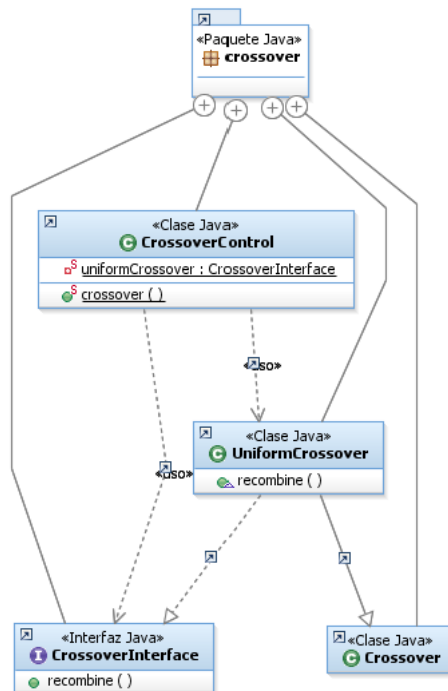 «Paquete Java»
crossover
«Clase Java»
CrossoverControl
uniformCrossover : CrossoverInterface
crossover ( )
«uso»
«Clase Java»
UniformCrossover
recombine ( )
«uso»
«Interfaz Java»
CrossoverInterface
recombine ( )
«Clase Java»
Crossover